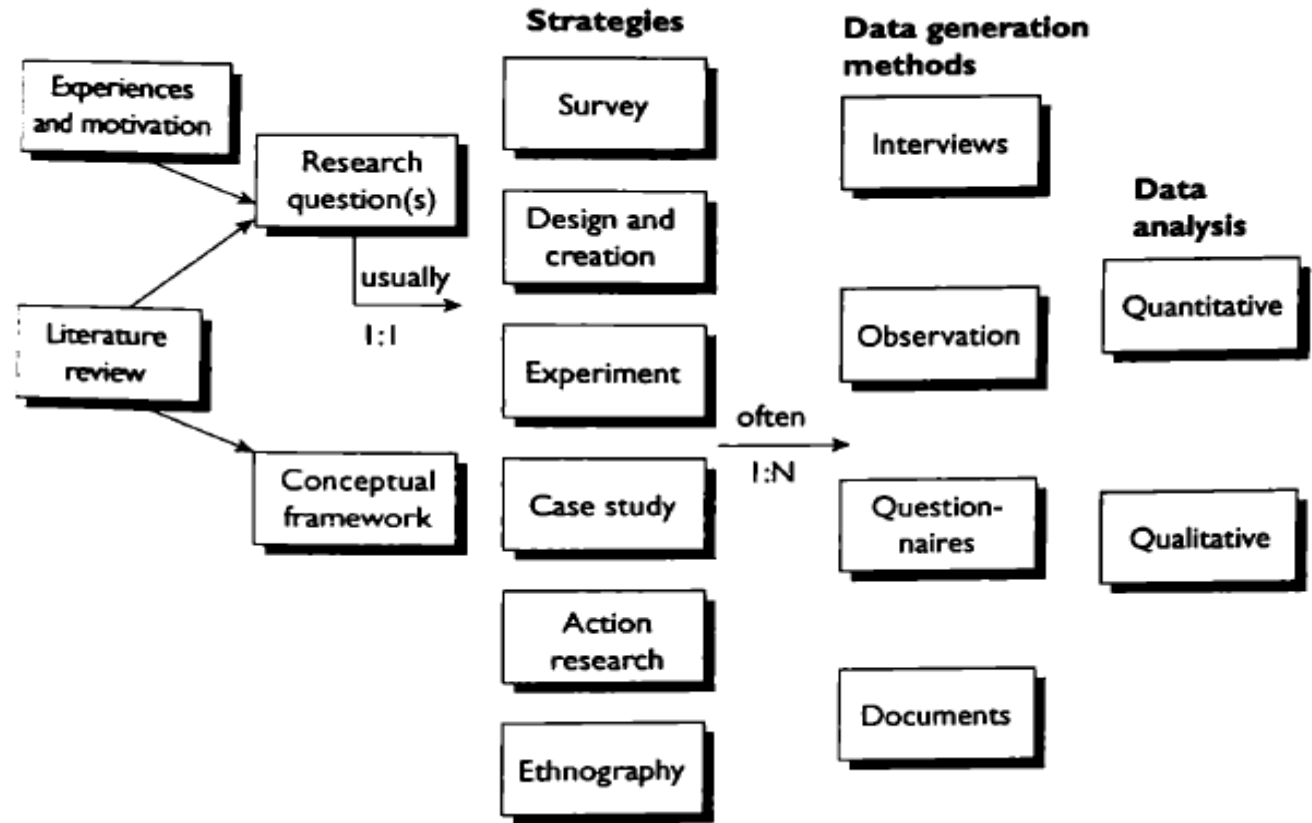 Experiences
and motivation
Literature
review
Research
question(s)
usually
1:1
Conceptual
framework
Strategies
Survey
Design and
creation
Experiment
Case study
Action
research
Ethnography
often
1:N
Data generation
methods
Interviews
Observation
Question-
naires
Documents
Data
analysis
Quantitative
Qualitative